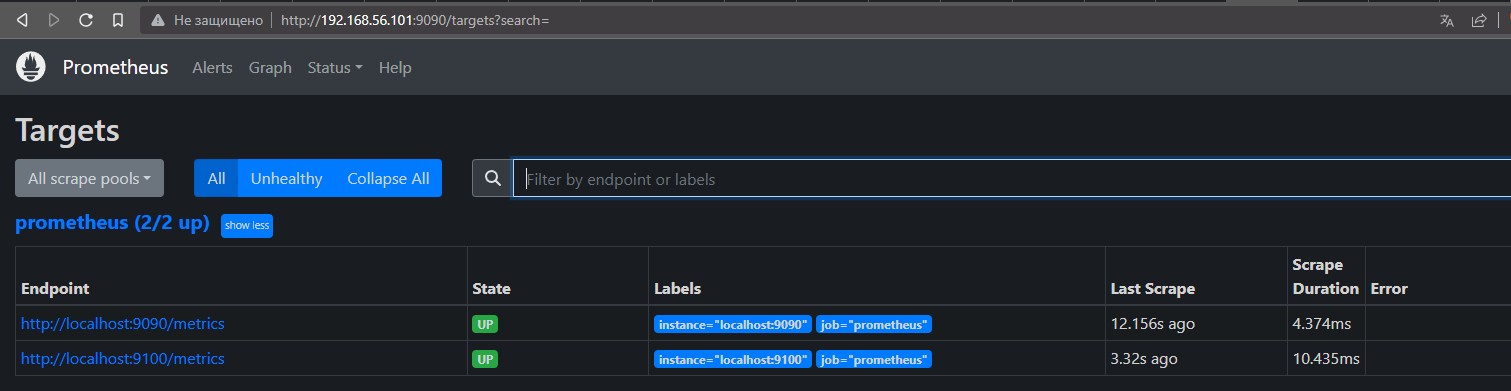 Не защищено http://192.168.56.101:9090/targets?search=
Prometheus Alerts Graph Status Help
Targets
All scrape pools All Unhealthy Collapse All Filter by endpoint or labels
prometheus (2/2 up) show less
Endpoint State Labels Last Scrape Scrape Duration Error
http://localhost:9090/metrics UP instance="localhost:9090" job="prometheus" 12.156s ago 4.374ms
http://localhost:9100/metrics UP instance="localhost:9100" job="prometheus" 3.32s ago 10.435ms